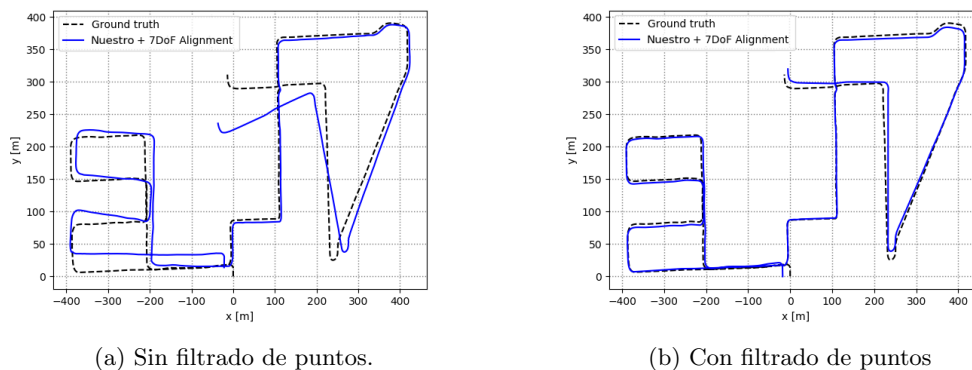 Ground truth
Nuestro + 7DoF Alignment
y [m]
400
350
300
250
200
150
100
50
0
−400 −300 −200 −100 0 100 200 300 400
x [m]
(a) Sin filtrado de puntos.
Ground truth
Nuestro + 7DoF Alignment
y [m]
400
350
300
250
200
150
100
50
0
−400 −300 −200 −100 0 100 200 300 400
x [m]
(b) Con filtrado de puntos